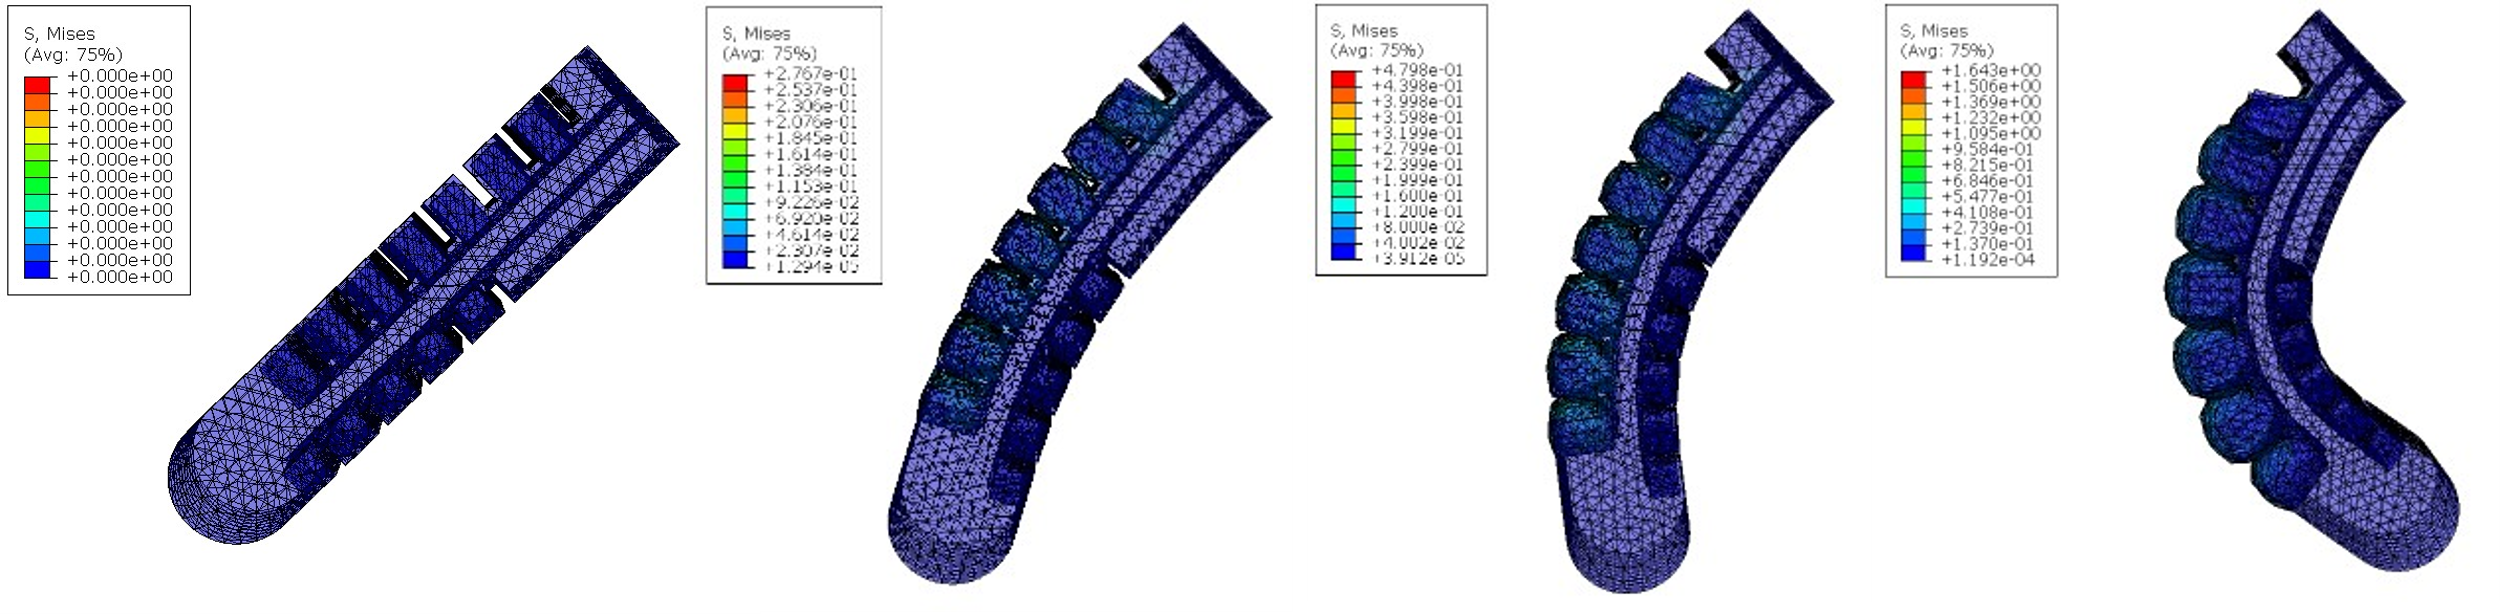 S, Mises
(Avg: 75%)
+0.000e+00
+0.000e+00
+0.000e+00
+0.000e+00
+0.000e+00
+0.000e+00
+0.000e+00
+0.000e+00
+0.000e+00
+0.000e+00
+0.000e+00
+0.000e+00
+0.000e+00
S, Mises
(Avg: 75%)
+2.767e-01
+2.537e-01
+2.306e-01
+2.076e-01
+1.845e-01
+1.614e-01
+1.384e-01
+1.153e-01
+9.226e-02
+6.920e-02
+4.614e-02
+2.307e-02
+1.294e-05
S, Mises
(Avg: 75%)
+4.798e-01
+4.398e-01
+3.998e-01
+3.598e-01
+3.199e-01
+2.799e-01
+2.399e-01
+1.999e-01
+1.600e-01
+1.200e-01
+8.000e-02
+4.002e-02
+3.912e-05
S, Mises
(Avg: 75%)
+1.643e+00
+1.506e+00
+1.369e+00
+1.232e+00
+1.095e+00
+9.584e-01
+8.215e-01
+6.846e-01
+5.477e-01
+4.108e-01
+2.739e-01
+1.370e-01
+1.192e-04